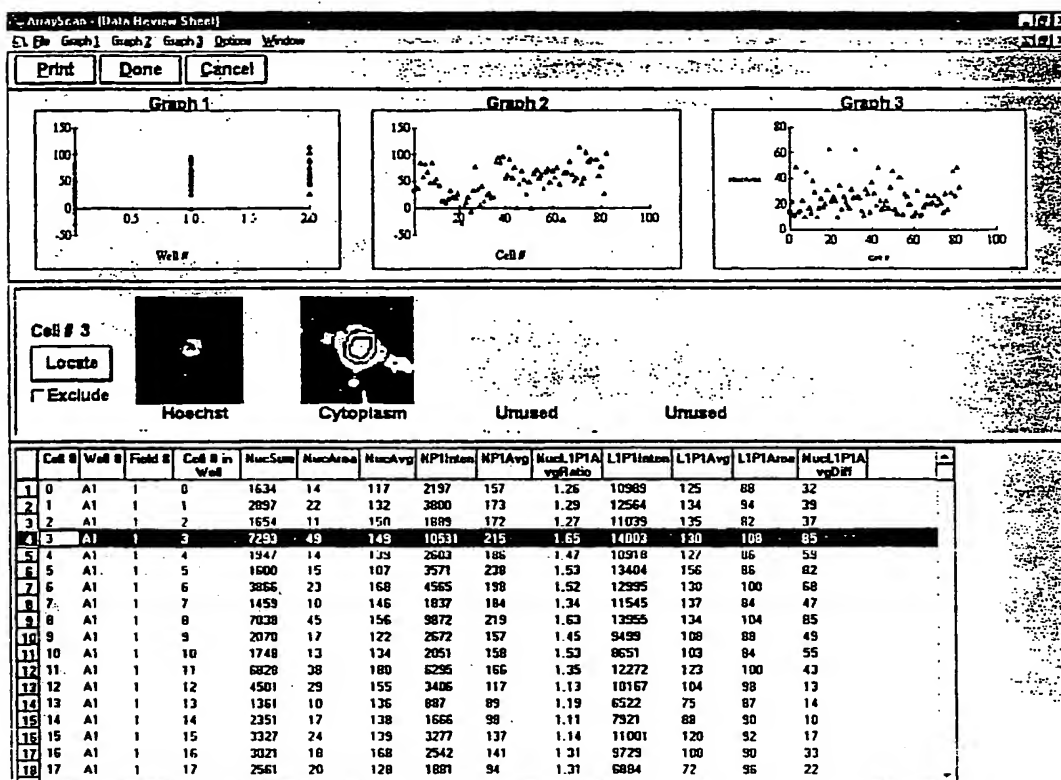 ArrayScan - [Data Review Sheet]
File Graph1 Graph2 Graph3 Options Window
Print Done Cancel
Graph 1 Graph 2 Graph 3
150
100
50
0
-50
0.5 1.0 1.5 2.0
Well #
150
100
50
0
-50
20 40 60 80 100
Cell #
80
60
40
20
0
0 20 40 60 80 100
Cell #
Cell # 3
Locate
Exclude
Hoechst Cytoplasm Unused Unused
Cell # Well # Field # Cell # in Well NucSum NucArea NucAvg KP1Inten KP1Avg NucL1P1AvgRatio L1P1Inten L1P1Avg L1P1Area NucL1P1AvgDiff
1 0 A1 1 0 1634 14 117 2197 157 1.26 10989 125 88 32
2 1 A1 1 1 2897 22 132 3800 173 1.29 12564 134 94 39
3 2 A1 1 2 1654 11 150 1889 172 1.27 11039 135 82 37
4 3 A1 1 3 7293 49 149 10531 215 1.65 14003 130 108 85
5 4 A1 1 4 1947 14 139 2603 186 1.47 10918 127 86 59
6 5 A1 1 5 1600 15 107 3571 238 1.53 13404 156 86 82
7 6 A1 1 6 3866 23 168 4565 198 1.52 12995 130 100 68
8 7 A1 1 7 1459 10 146 1837 184 1.34 11545 137 84 47
9 8 A1 1 8 7038 45 156 9872 219 1.63 13955 134 104 85
10 9 A1 1 9 2070 17 122 2672 157 1.45 9499 108 88 49
11 10 A1 1 10 1748 13 134 2051 158 1.53 8651 103 84 55
12 11 A1 1 11 6828 38 180 6295 166 1.35 12272 123 100 43
13 12 A1 1 12 4501 29 155 3406 117 1.13 10167 104 98 13
14 13 A1 1 13 1361 10 136 887 89 1.19 6522 75 87 14
15 14 A1 1 14 2351 17 138 1666 98 1.11 7921 88 90 10
16 15 A1 1 15 3327 24 139 3277 137 1.14 11001 120 92 17
17 16 A1 1 16 3021 18 168 2542 141 1.31 9729 108 90 33
18 17 A1 1 17 2561 20 128 1881 94 1.31 6884 72 96 22